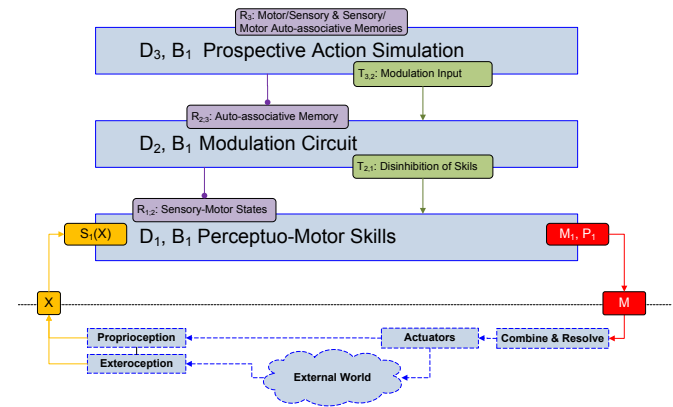 R3: Motor/Sensory & Sensory/
Motor Auto-associative Memories
D3, B1 Prospective Action Simulation
T3,2: Modulation Input
R2,3: Auto-associative Memory
D2, B1 Modulation Circuit
T2,1: Disinhibition of Skils
R1;2: Sensory-Motor States
S1(X)
D1, B1 Perceptuo-Motor Skills
M1, P1
X
M
Proprioception
Actuators
Combine & Resolve
Exteroception
External World